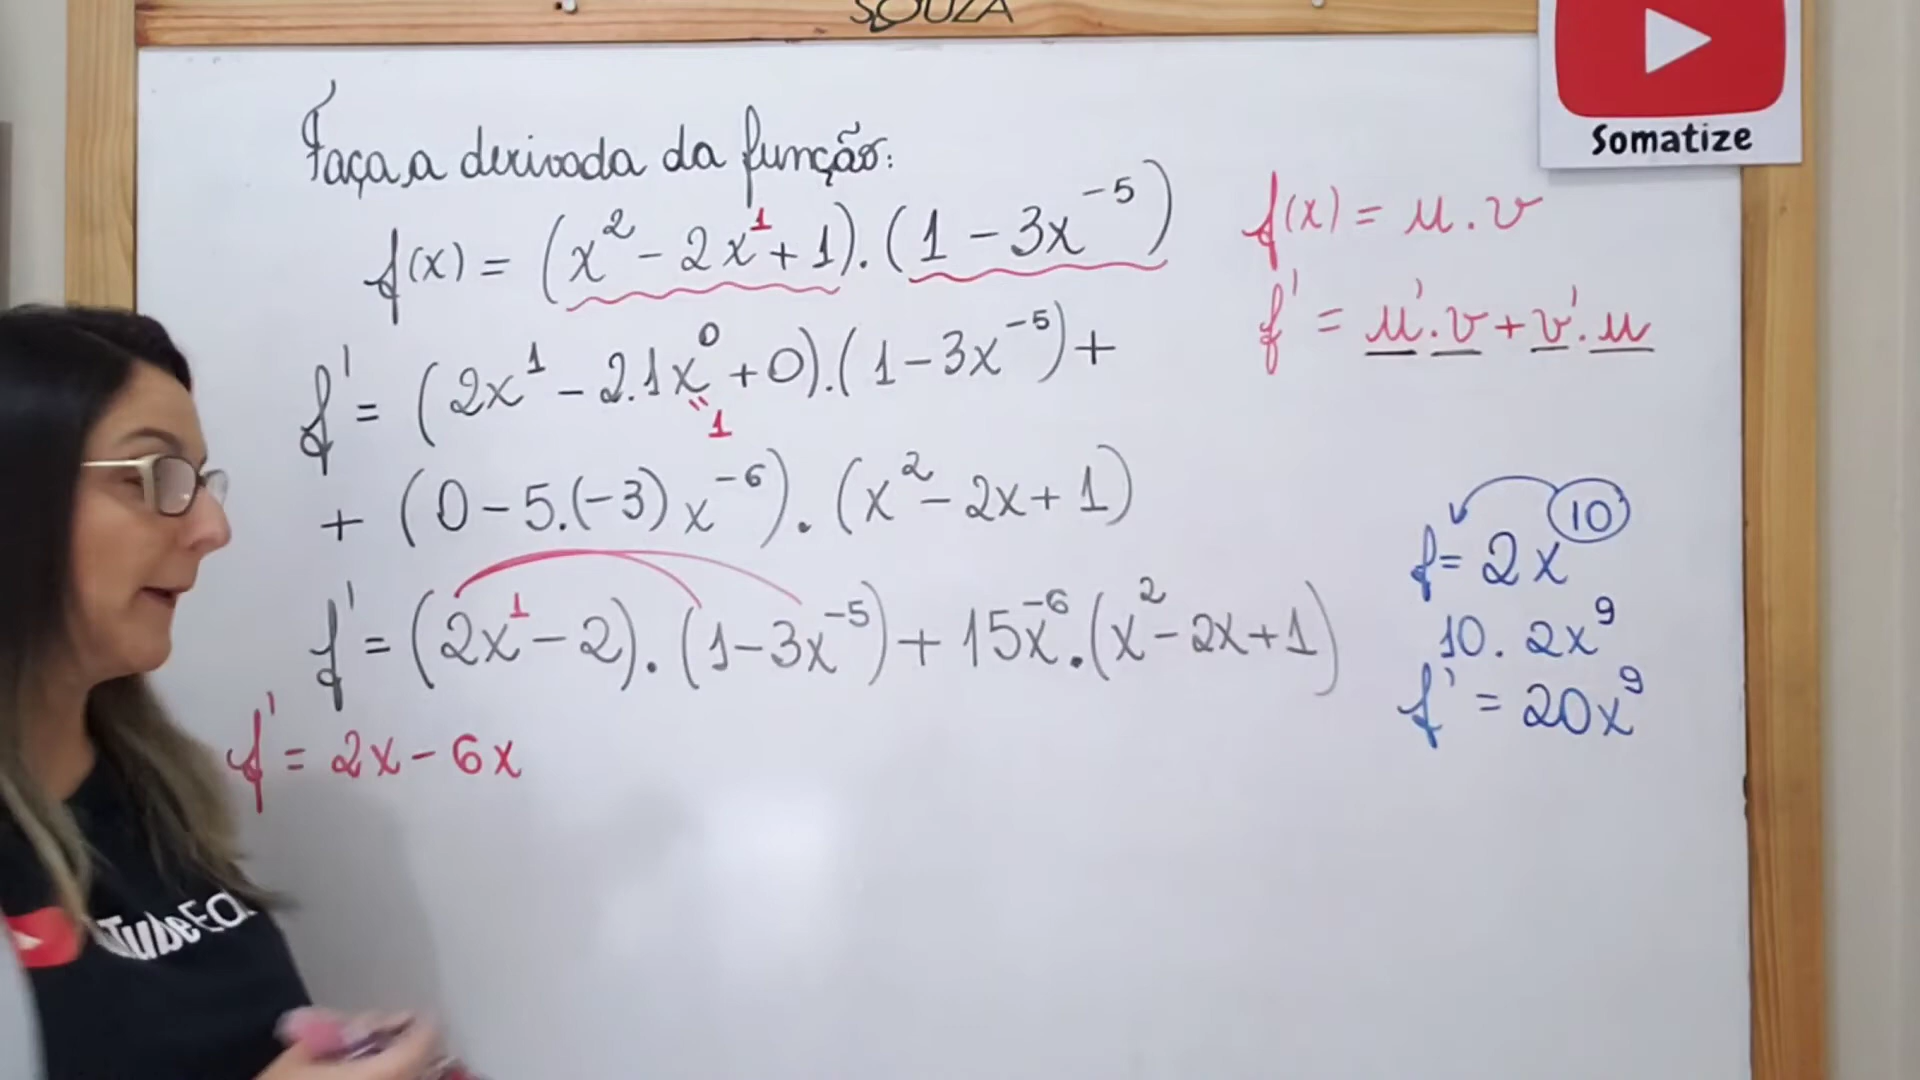 SOUZA
Somatize
Faça a derivada da função:
f(x) = (x² - 2x¹ + 1).(1 - 3x⁻⁵)
f' = (2x¹ - 2.1x⁰ + 0).(1 - 3x⁻⁵) +
"
1
+ (0 - 5.(-3)x⁻⁶).(x² - 2x + 1)
f' = (2x¹ - 2).(1 - 3x⁻⁵) + 15x⁻⁶.(x² - 2x + 1)
f' = 2x - 6x
f(x) = u.v
f' = u'.v + v'.u
f = 2x¹⁰
10. 2x⁹
f' = 20x⁹